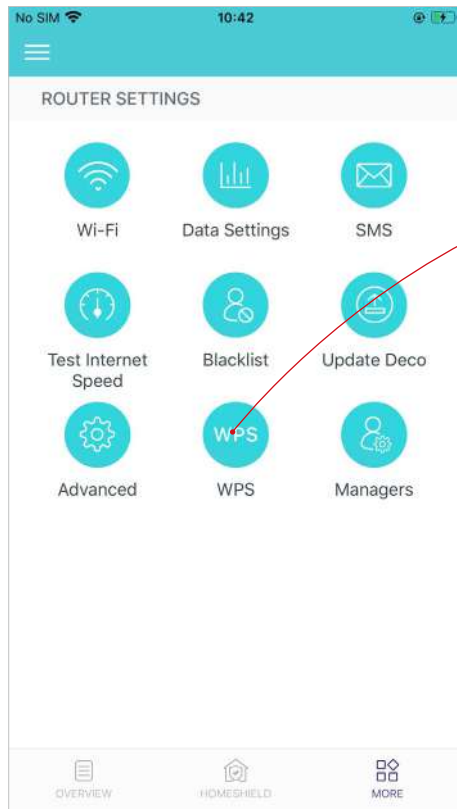 No SIM 10:42
ROUTER SETTINGS
Wi-Fi Data Settings SMS
Test Internet Blacklist Update Deco
Speed
WPS
Advanced WPS Managers
OVERVIEW HOMESHIELD MORE